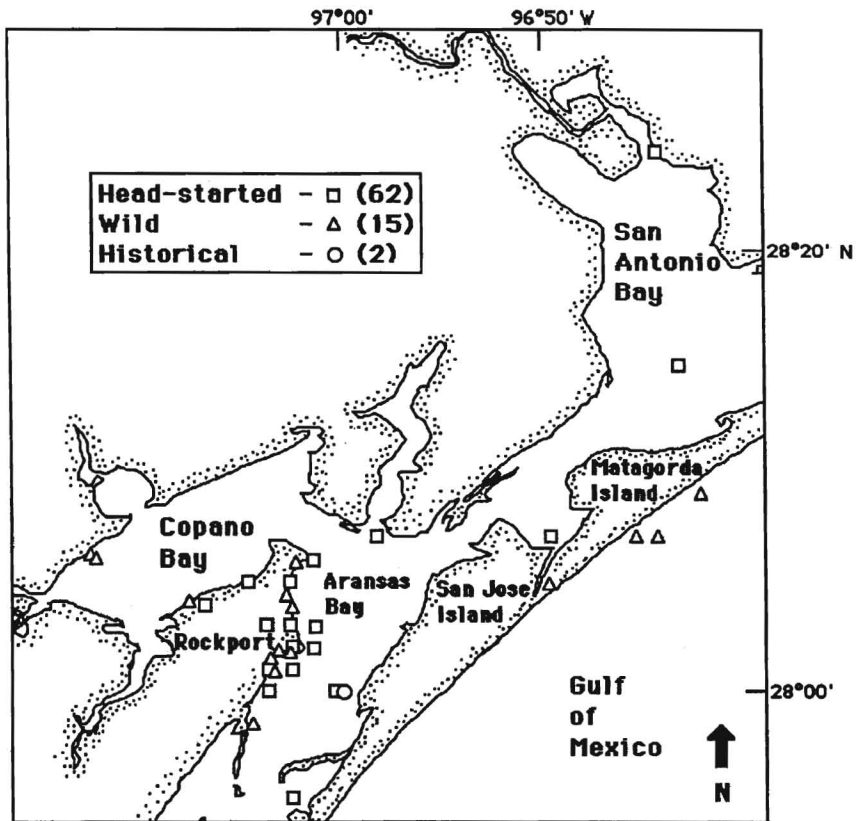 97°00' 96°50' W
Head-started - □ (62)
Wild - △ (15)
Historical - ○ (2)
San
Antonio
Bay
28°20' N
Matagorda
Island
Copano
Bay
Aransas
Bay
San Jose
Island
Rockport
Gulf
of
Mexico
28°00'
N